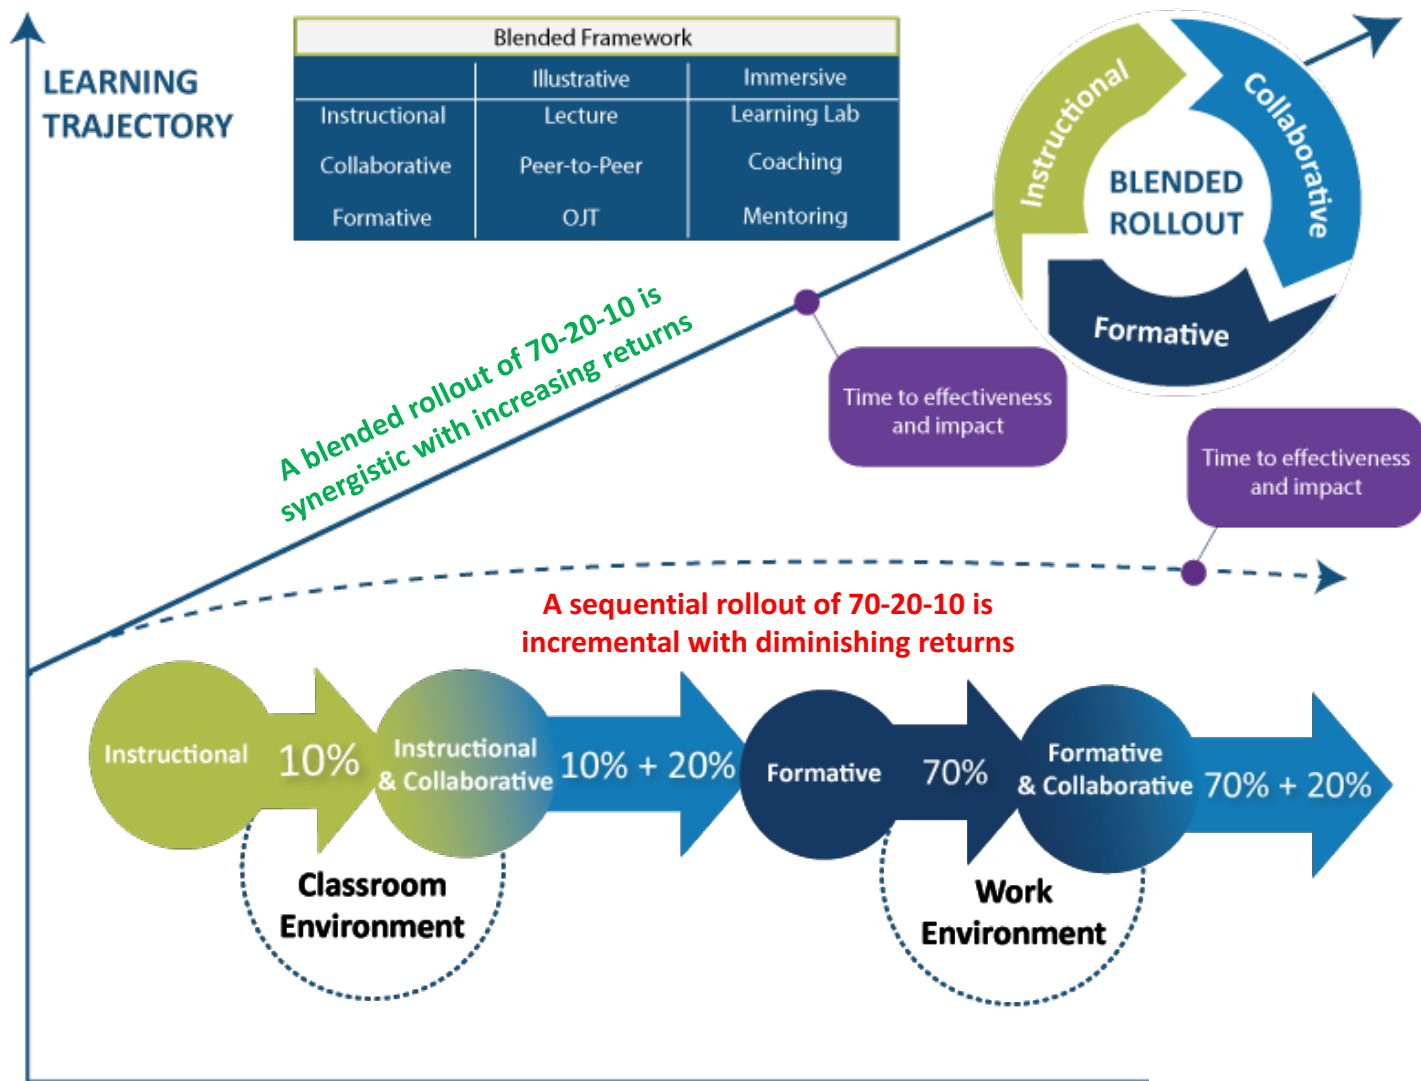 LEARNING
TRAJECTORY
Blended Framework
Illustrative Immersive
Instructional Lecture Learning Lab
Collaborative Peer-to-Peer Coaching
Formative OJT Mentoring
Instructional
Collaborative
Formative
BLENDED
ROLLOUT
A blended rollout of 70-20-10 is
synergistic with increasing returns
Time to effectiveness
and impact
Time to effectiveness
and impact
A sequential rollout of 70-20-10 is
incremental with diminishing returns
Instructional
10%
Instructional
& Collaborative
10% + 20%
Formative
70%
Formative
& Collaborative
70% + 20%
Classroom
Environment
Work
Environment